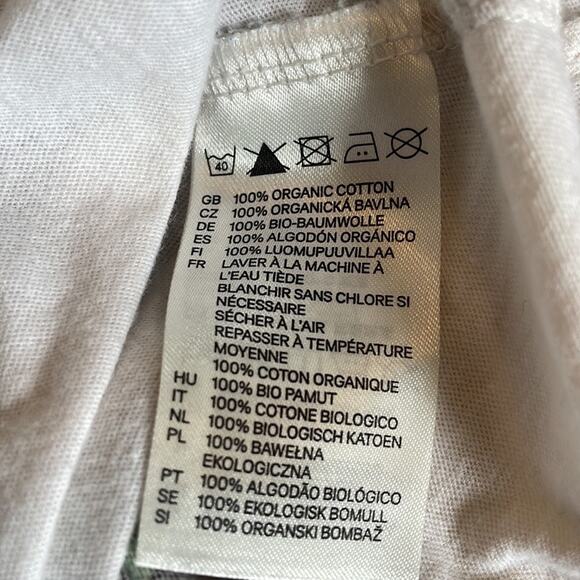 40
GB 100% ORGANIC COTTON
CZ 100% ORGANICKÁ BAVLNA
DE 100% BIO-BAUMWOLLE
ES 100% ALGODÓN ORGÁNICO
FI 100% LUOMUPUUVILLAA
FR LAVER À LA MACHINE À
L'EAU TIÈDE
BLANCHIR SANS CHLORE SI
NÉCESSAIRE
SÉCHER À L'AIR
REPASSER À TEMPÉRATURE
MOYENNE
100% COTON ORGANIQUE
HU 100% BIO PAMUT
IT 100% COTONE BIOLOGICO
NL 100% BIOLOGISCH KATOEN
PL 100% BAWEŁNA
EKOLOGICZNA
PT 100% ALGODÃO BIOLÓGICO
SE 100% EKOLOGISK BOMULL
SI 100% ORGANSKI BOMBAŽ